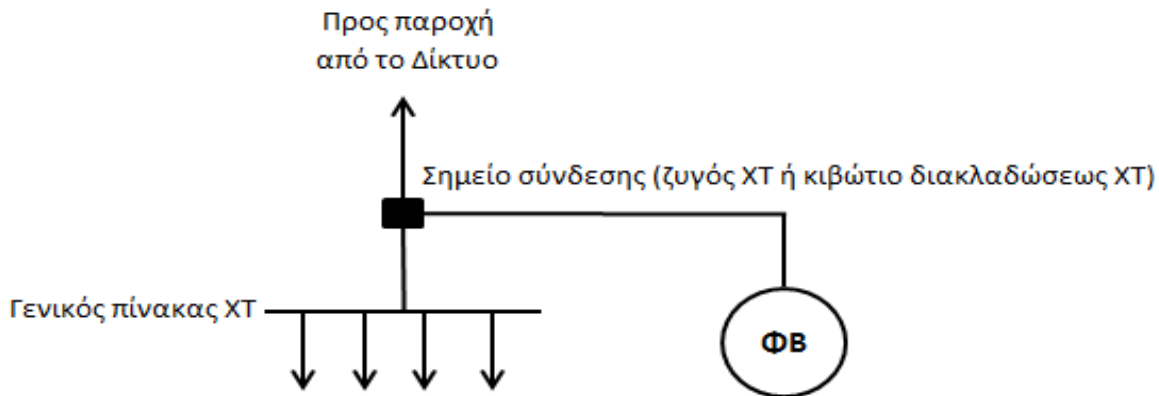 Προς παροχή
από το Δίκτυο
Σημείο σύνδεσης (ζυγός ΧΤ ή κιβώτιο διακλαδώσεως ΧΤ)
Γενικός πίνακας ΧΤ
ΦΒ